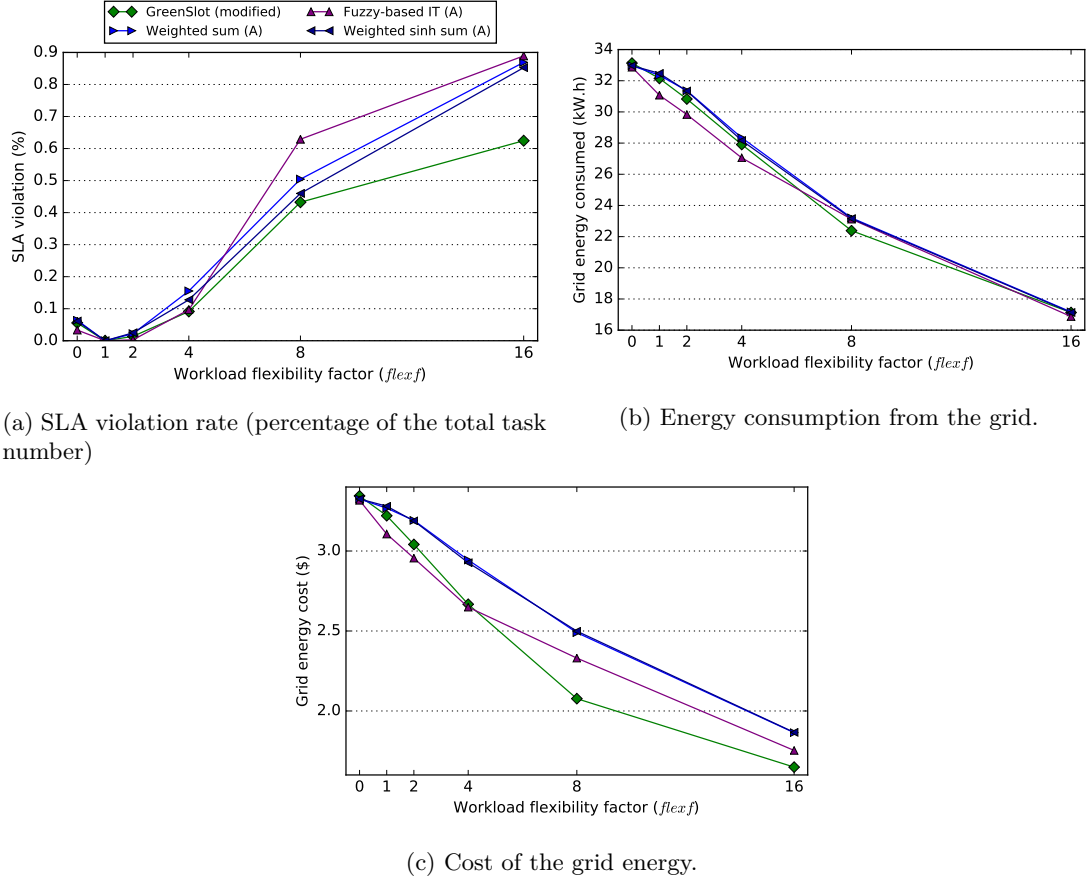 GreenSlot (modified)
Fuzzy-based IT (A)
Weighted sum (A)
Weighted sinh sum (A)
0.9
0.8
0.7
0.6
0.5
0.4
0.3
0.2
0.1
0.0
SLA violation (%)
0 1 2 4 8 16
Workload flexibility factor (flexf)
(a) SLA violation rate (percentage of the total task
number)
34
32
30
28
26
24
22
20
18
16
Grid energy consumed (kW.h)
0 1 2 4 8 16
Workload flexibility factor (flexf)
(b) Energy consumption from the grid.
3.0
2.5
2.0
Grid energy cost ($)
0 1 2 4 8 16
Workload flexibility factor (flexf)
(c) Cost of the grid energy.